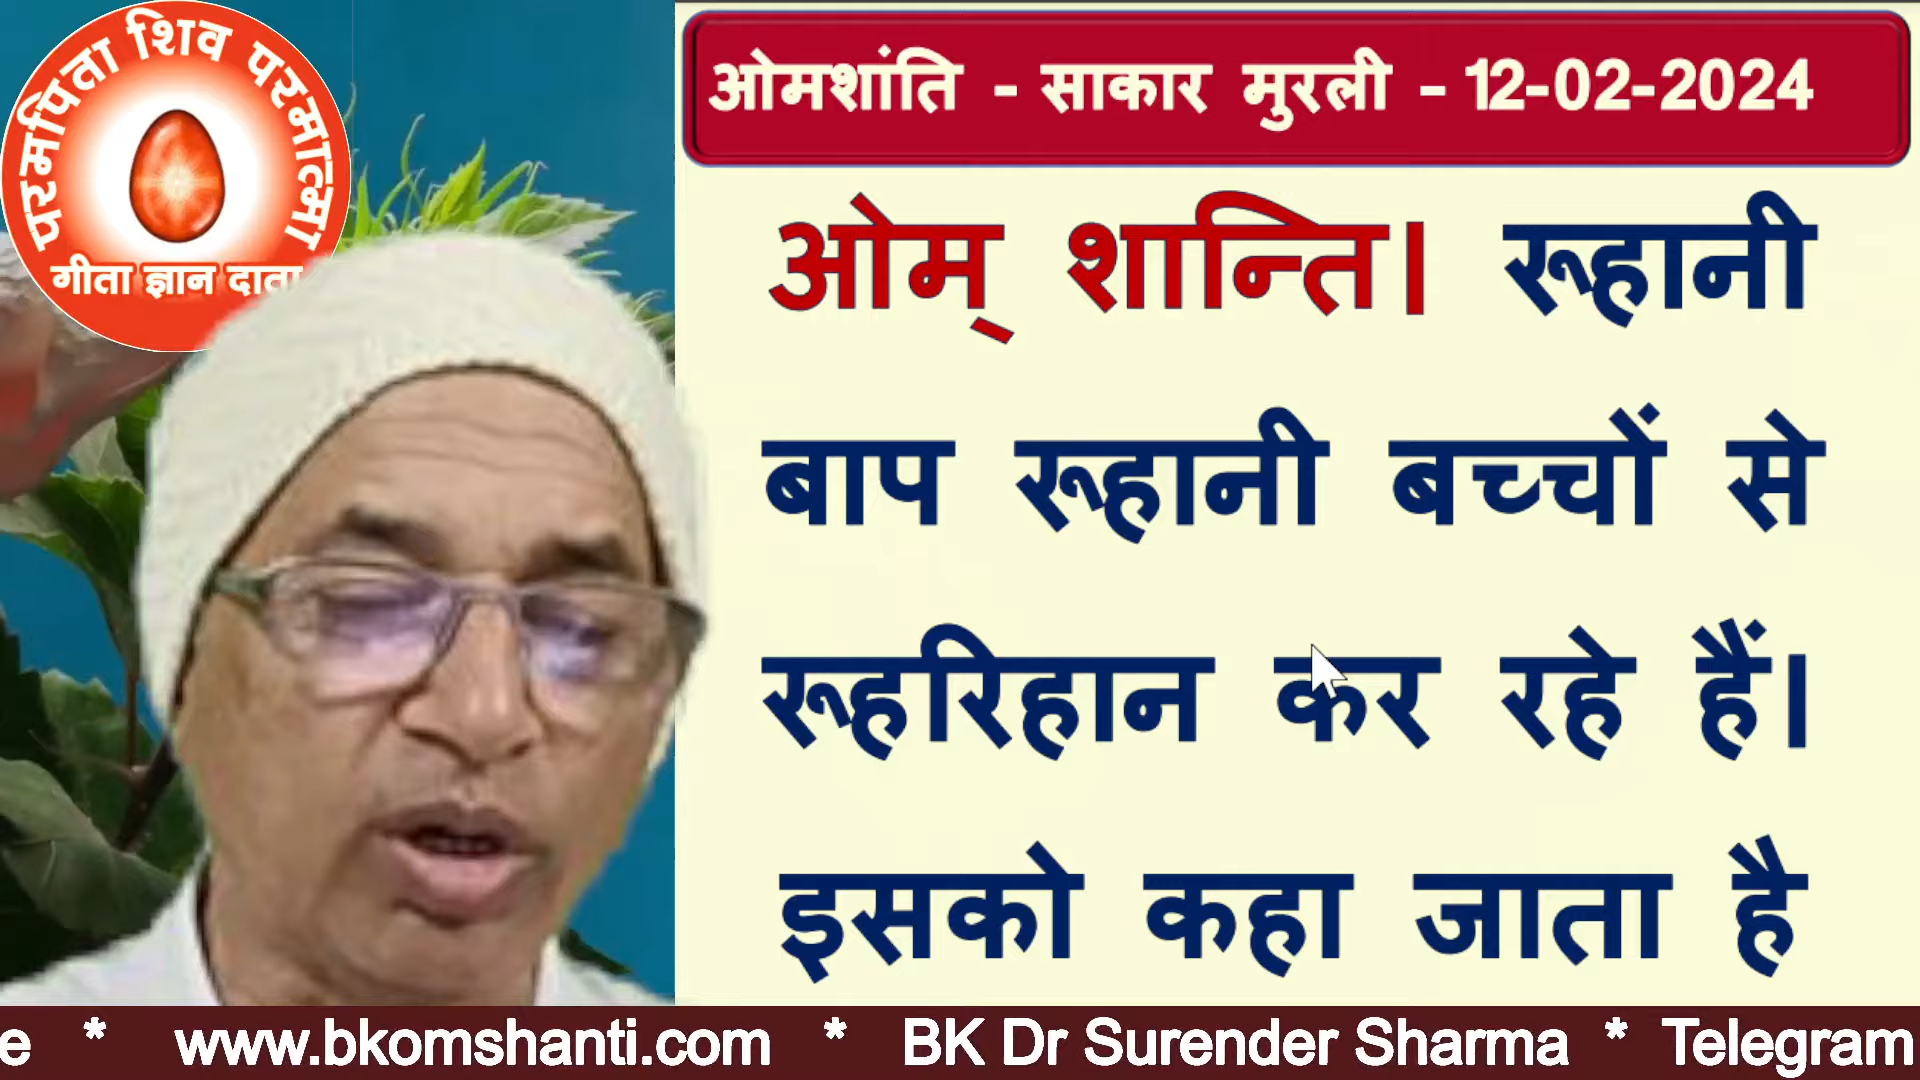 परमपिता शिव परमात्मा
गीता ज्ञान दाता
ओमशांति - साकार मुरली - 12-02-2024
ओम् शान्ति। रूहानी
बाप रूहानी बच्चों से
रूहरिहान कर रहे हैं।
इसको कहा जाता है
e * www.bkomshanti.com * BK Dr Surender Sharma * Telegram